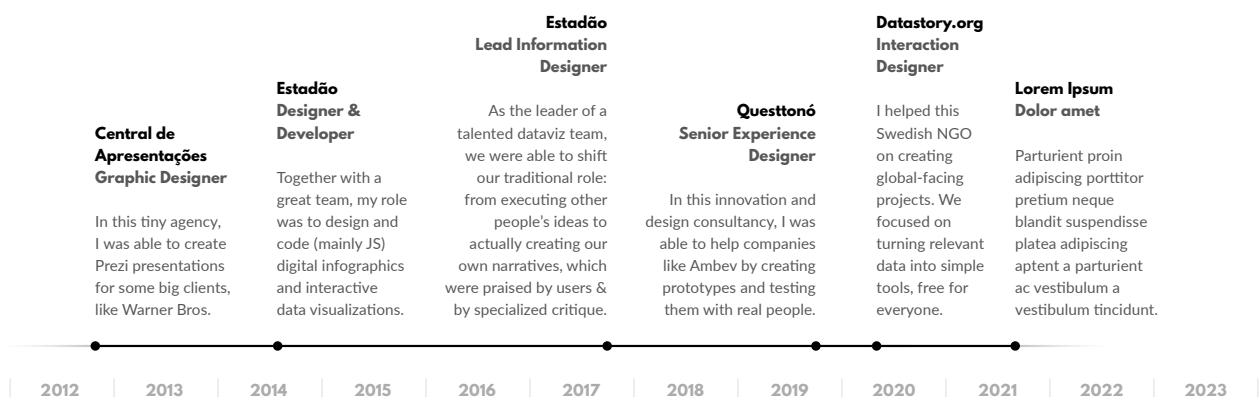 Central de
Apresentações
Graphic Designer
In this tiny agency,
I was able to create
Prezi presentations
for some big clients,
like Warner Bros.
Estadão
Designer &
Developer
Together with a
great team, my role
was to design and
code (mainly JS)
digital infographics
and interactive
data visualizations.
Estadão
Lead Information
Designer
As the leader of a
talented dataviz team,
we were able to shift
our traditional role:
from executing other
people's ideas to
actually creating our
own narratives, which
were praised by users &
by specialized critique.
Questtonó
Senior Experience
Designer
In this innovation and
design consultancy, I was
able to help companies
like Ambev by creating
prototypes and testing
them with real people.
Datastory.org
Interaction
Designer
I helped this
Swedish NGO
on creating
global-facing
projects. We
focused on
turning relevant
data into simple
tools, free for
everyone.
Lorem Ipsum
Dolor amet
Parturient proin
adipiscing porttitor
pretium neque
blandit suspendisse
platea adipiscing
aptent a parturient
ac vestibulum a
vestibulum tincidunt.
2012 2013 2014 2015 2016 2017 2018 2019 2020 2021 2022 2023